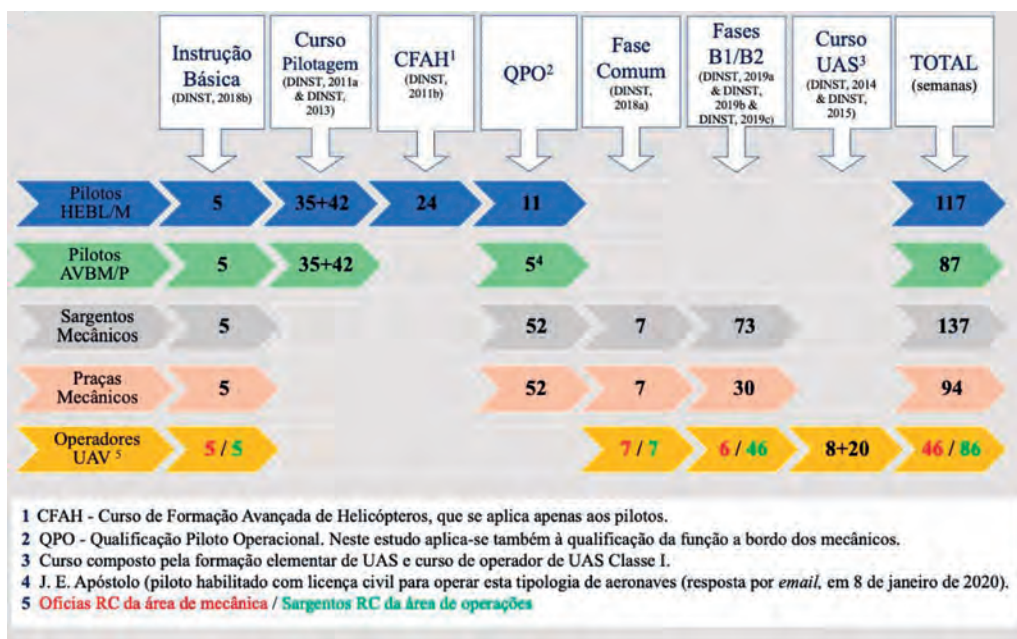 Instrução
Básica
(DINST, 2018b)
Curso
Pilotagem
(DINST, 2011a
& DINST,
2013)
CFAH1
(DINST,
2011b)
QPO2
Fase
Comum
(DINST,
2018a)
Fases
B1/B2
(DINST, 2019a
& DINST,
2019b &
DINST, 2019c)
Curso
UAS3
(DINST, 2014
& DINST,
2015)
TOTAL
(semanas)
Pilotos
HEBL/M
5
35+42
24
11
117
Pilotos
AVBM/P
5
35+42
54
87
Sargentos
Mecânicos
5
52
7
73
137
Praças
Mecânicos
5
52
7
30
94
Operadores
UAV 5
5 / 5
7 / 7
6 / 46
8+20
46 / 86
1 CFAH - Curso de Formação Avançada de Helicópteros, que se aplica apenas aos pilotos.
2 QPO - Qualificação Piloto Operacional. Neste estudo aplica-se também à qualificação da função a bordo dos mecânicos.
3 Curso composto pela formação elementar de UAS e curso de operador de UAS Classe I.
4 J. E. Apóstolo (piloto habilitado com licença civil para operar esta tipologia de aeronaves (resposta por email, em 8 de janeiro de 2020).
5 Oficias RC da área de mecânica / Sargentos RC da área de operações